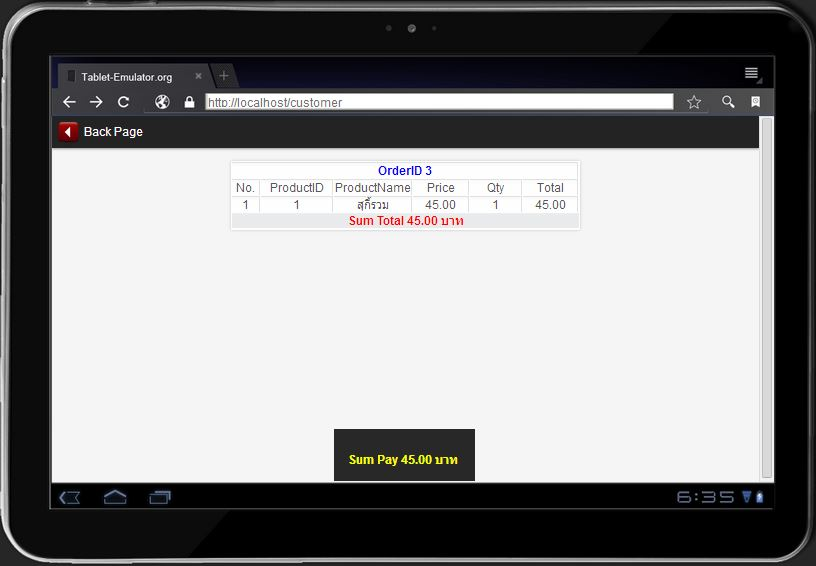 Tablet-Emulator.org
http://localhost/customer
Back Page
OrderID 3
No. ProductID ProductName Price Qty Total
1 1 สุกี้รวม 45.00 1 45.00
Sum Total 45.00 บาท
Sum Pay 45.00 บาท
6:35